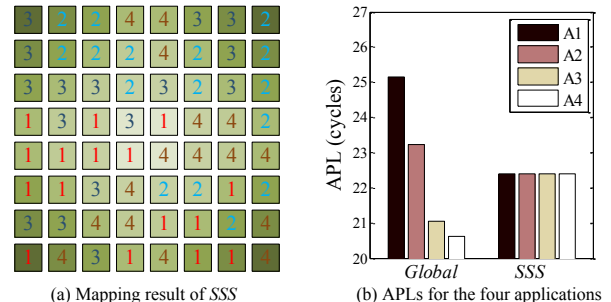 3 2 2 4 4 3 3 2
3 2 2 2 4 3 3 2
3 3 3 3 2 3 2 2
1 3 1 3 1 4 4 2
1 1 1 1 4 4 4 4
1 1 3 4 2 2 1 2
3 3 4 4 1 1 2 4
1 4 3 1 4 1 1 4
(a) Mapping result of SSS
APL (cycles)
27
26
25
24
23
22
21
20
A1
A2
A3
A4
Global SSS
(b) APLs for the four applications